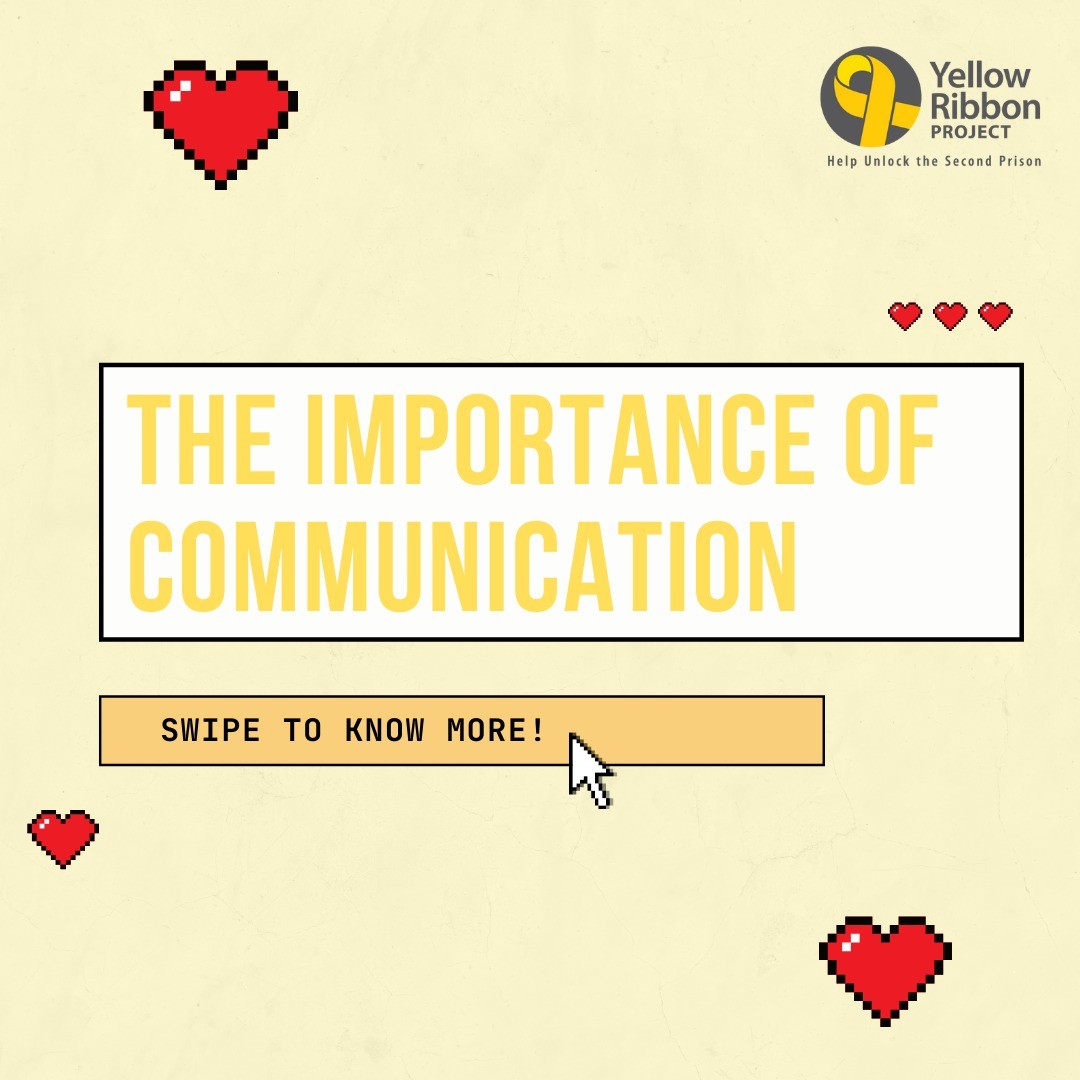 Yellow
Ribbon
PROJECT
Help Unlock the Second Prison
THE IMPORTANCE OF
COMMUNICATION
SWIPE TO KNOW MORE!